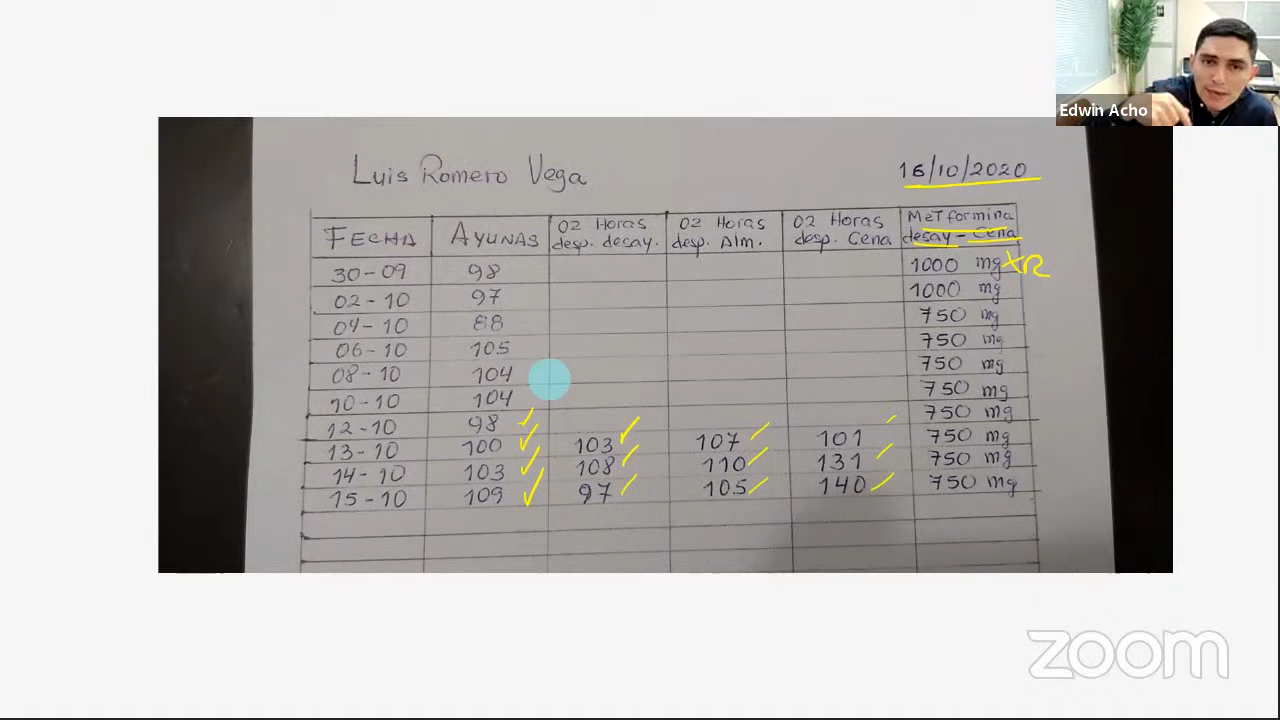 Edwin Acho
Luis Romero Vega 16/10/2020
FECHA AYUNAS 02 Horas desp. desay. 02 Horas desp. Alm. 02 Horas desp. Cena Metformina desay - Cena
30-09 98 1000 mg XR
02-10 97 1000 mg
04-10 88 750 mg
06-10 105 750 mg
08-10 104 750 mg
10-10 104 750 mg
12-10 98 750 mg
13-10 100 103 107 101 750 mg
14-10 103 108 110 131 750 mg
15-10 109 97 105 140 750 mg
zoom